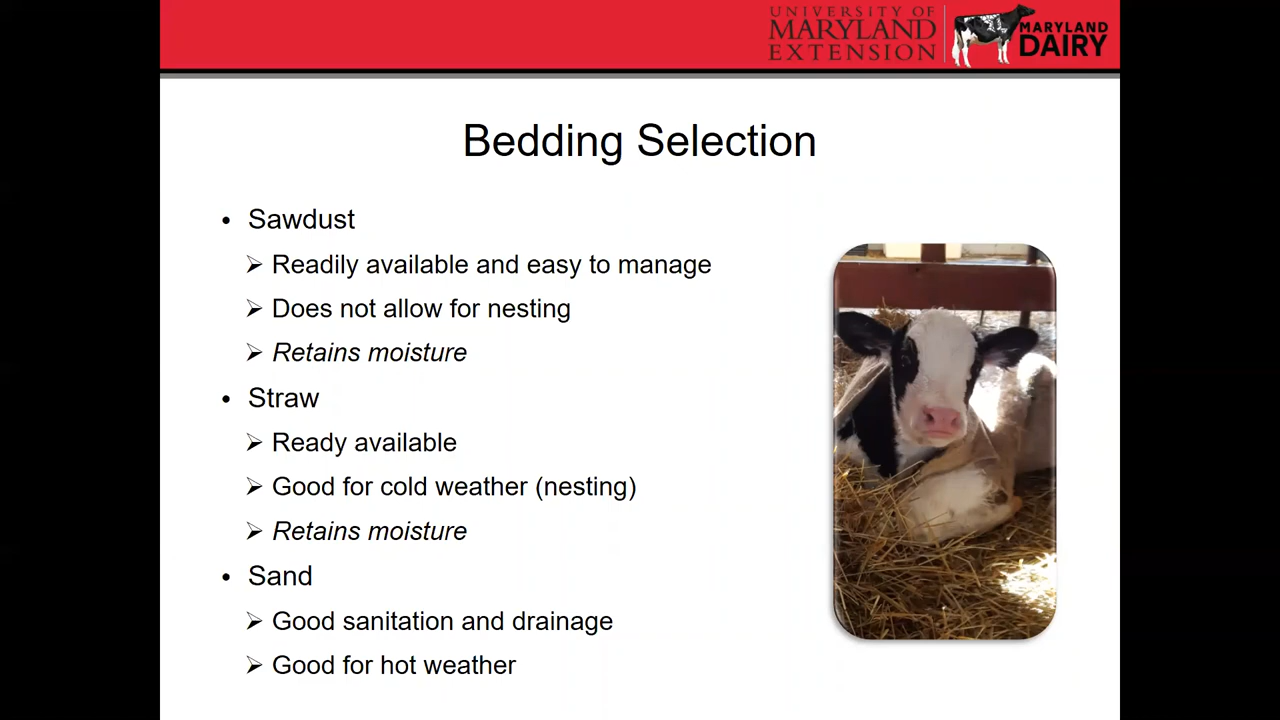 UNIVERSITY OF
MARYLAND
EXTENSION
MARYLAND
DAIRY
Bedding Selection
• Sawdust
➢ Readily available and easy to manage
➢ Does not allow for nesting
➢ Retains moisture
• Straw
➢ Ready available
➢ Good for cold weather (nesting)
➢ Retains moisture
• Sand
➢ Good sanitation and drainage
➢ Good for hot weather